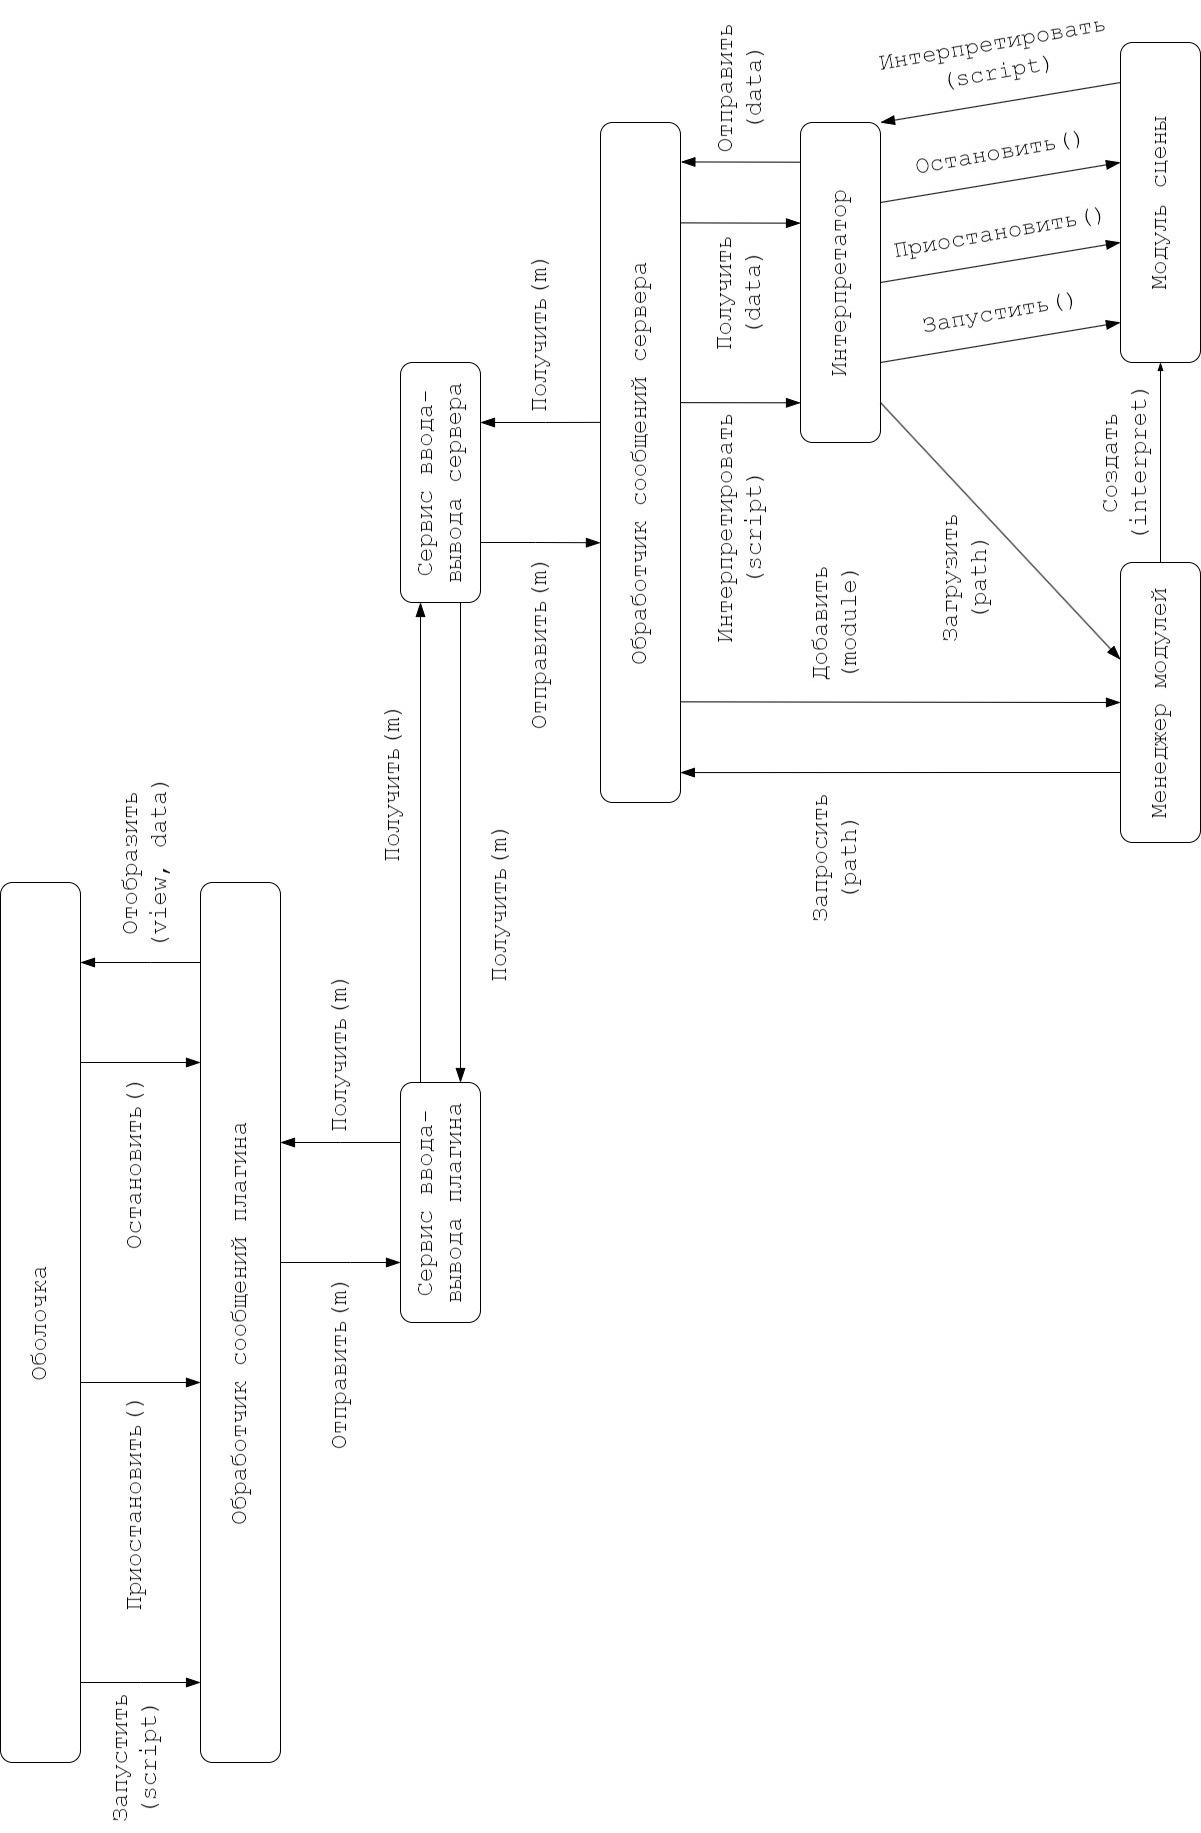 Оболочка
Запустить
(script)
Приостановить()
Остановить()
Отобразить
(view, data)
Обработчик сообщений плагина
Отправить(m)
Получить(m)
Сервис ввода-
вывода плагина
Получить(m)
Получить(m)
Сервис ввода-
вывода сервера
Отправить(m)
Получить(m)
Обработчик сообщений сервера
Запросить
(path)
Добавить
(module)
Интерпретировать
(script)
Получить
(data)
Отправить
(data)
Интерпретатор
Загрузить
(path)
Запустить()
Приостановить()
Остановить()
Интерпретировать
(script)
Менеджер модулей
Создать
(interpret)
Модуль сцены